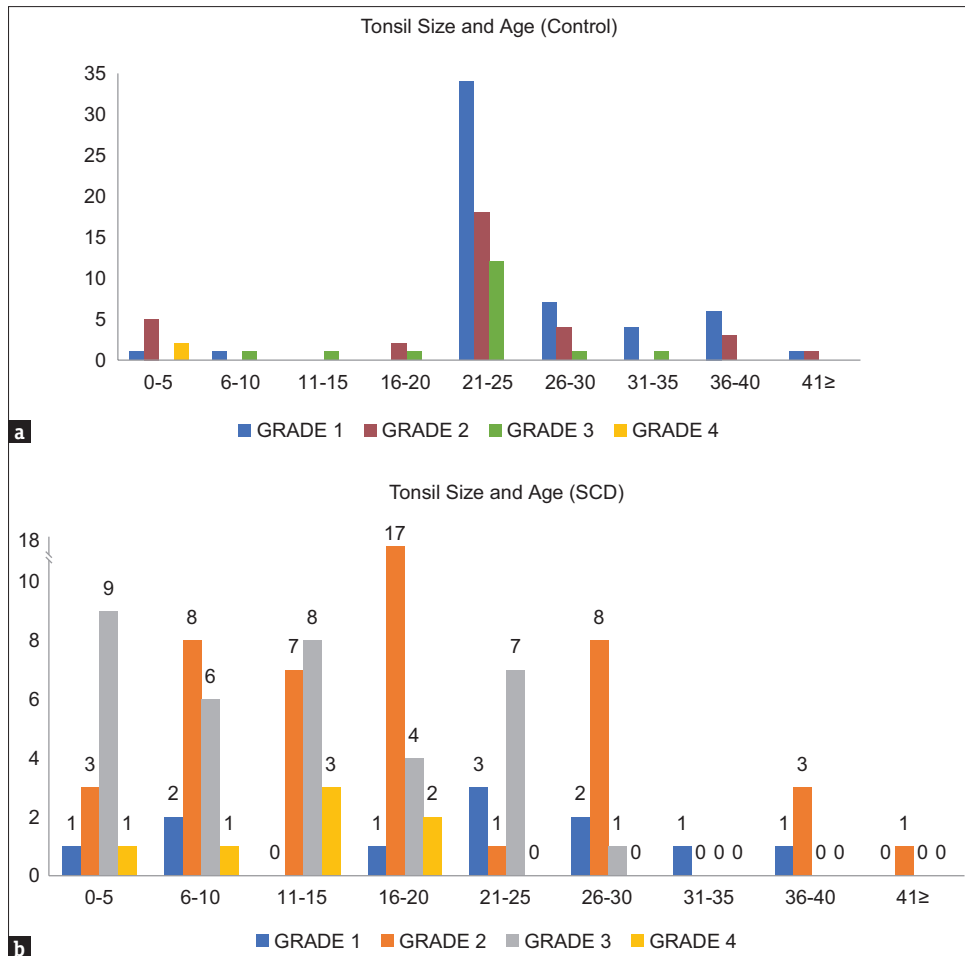 Tonsil Size and Age (Control)
35
30
25
20
15
10
5
0
0-5 6-10 11-15 16-20 21-25 26-30 31-35 36-40 41≥
a
GRADE 1 GRADE 2 GRADE 3 GRADE 4
Tonsil Size and Age (SCD)
18
10
8
6
4
2
0
1 3 9 1
2 8 6 1
0 7 8 3
1 17 4 2
3 1 7 0
2 8 1 0
1 0 0 0
1 3 0 0
0 1 0 0
0-5 6-10 11-15 16-20 21-25 26-30 31-35 36-40 41≥
b
GRADE 1 GRADE 2 GRADE 3 GRADE 4